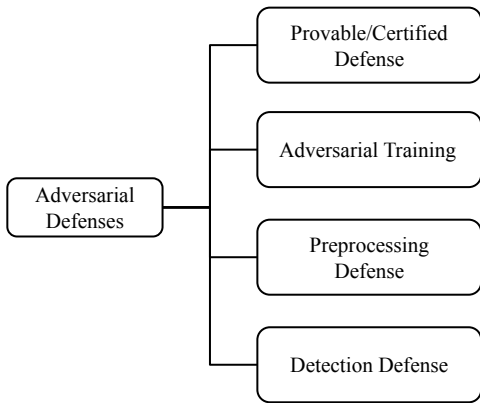 Provable/Certified
Defense
Adversarial Training
Adversarial
Defenses
Preprocessing
Defense
Detection Defense